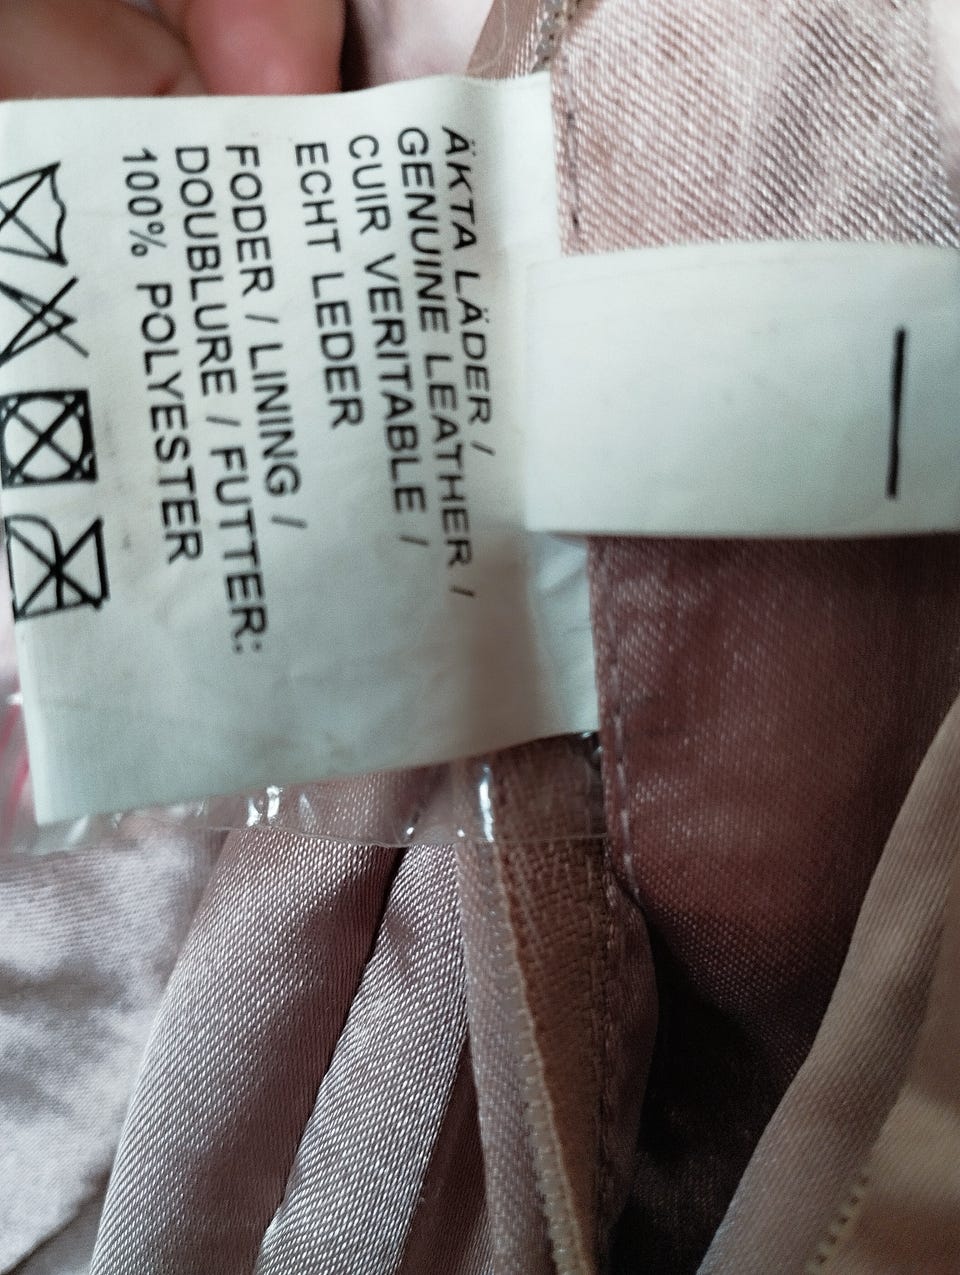 ÄKTA LÄDER /
GENUINE LEATHER /
CUIR VERITABLE /
ECHT LEDER
FODER / LINING /
DOUBLURE / FUTTER:
100% POLYESTER